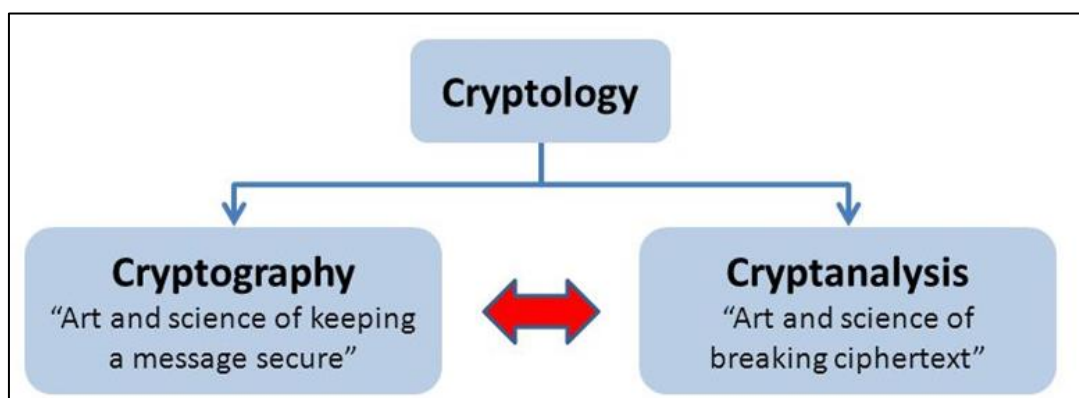 Cryptology
Cryptography
“Art and science of keeping
a message secure”
Cryptanalysis
“Art and science of
breaking ciphertext”